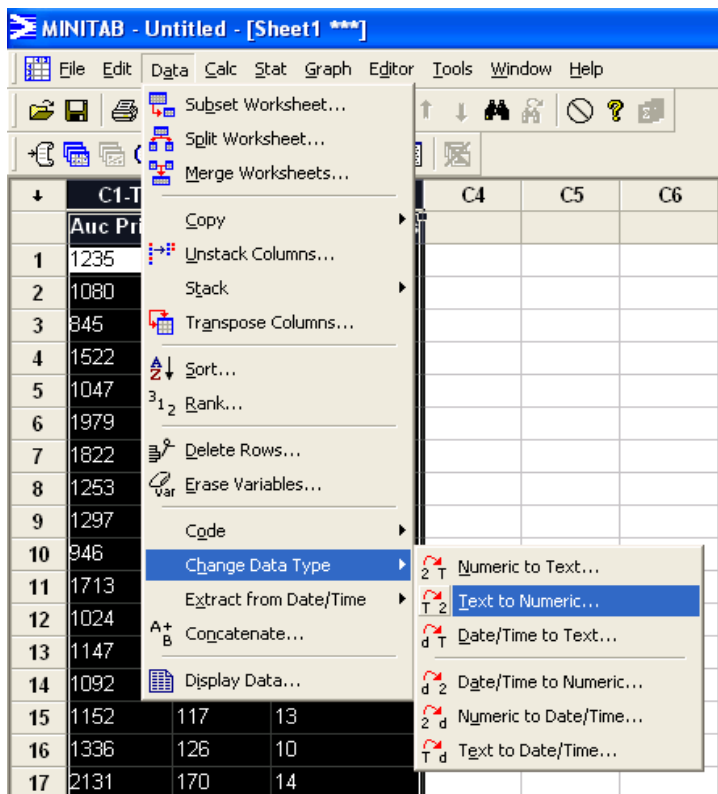 MINITAB - Untitled - [Sheet1 ***]
File Edit Data Calc Stat Graph Editor Tools Window Help
Subset Worksheet...
Split Worksheet...
Merge Worksheets...
Copy
Unstack Columns...
Stack
Transpose Columns...
Sort...
Rank...
Delete Rows...
Erase Variables...
Code
Change Data Type
Extract from Date/Time
Concatenate...
Display Data...
Numeric to Text...
Text to Numeric...
Date/Time to Text...
Date/Time to Numeric...
Numeric to Date/Time...
Text to Date/Time...
C1-T C4 C5 C6
Auc Pri
1 1235
2 1080
3 845
4 1522
5 1047
6 1979
7 1822
8 1253
9 1297
10 946
11 1713
12 1024
13 1147
14 1092
15 1152 117 13
16 1336 126 10
17 2131 170 14